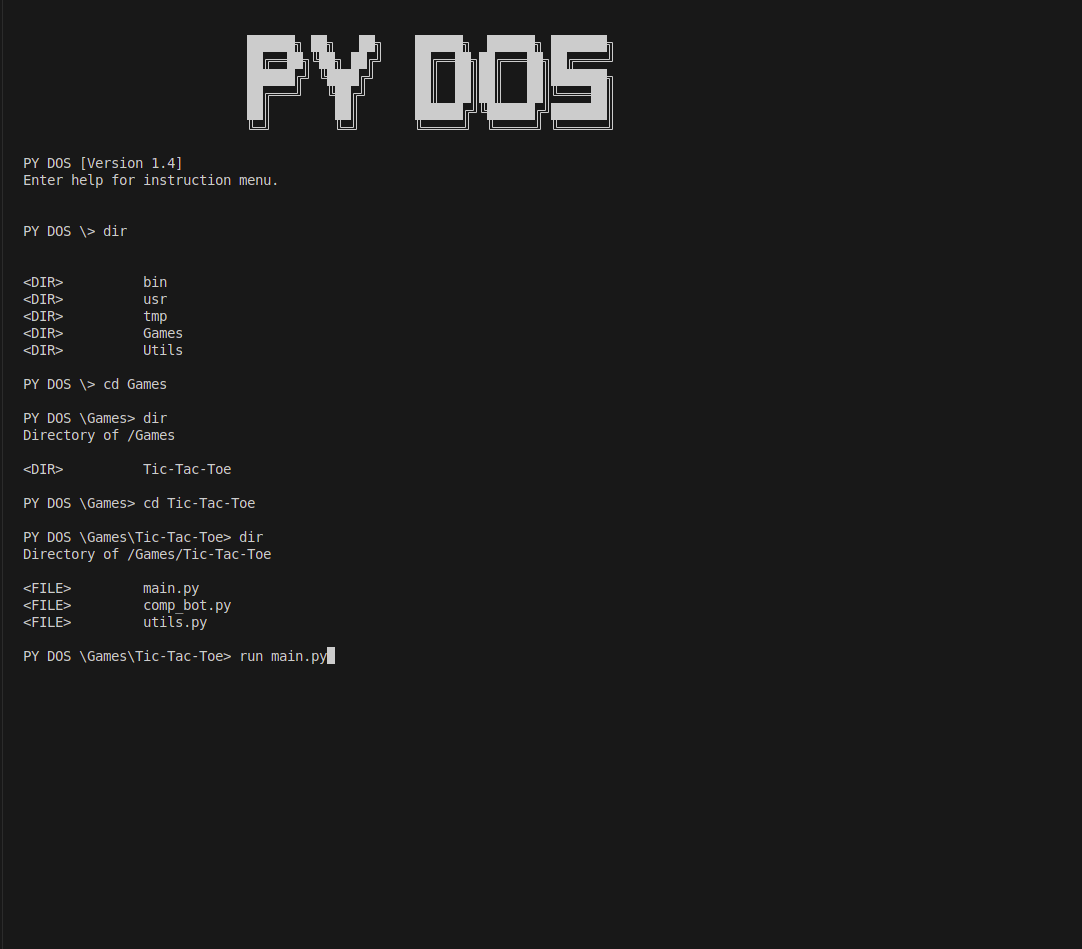 PY DOS
PY DOS [Version 1.4]
Enter help for instruction menu.
PY DOS \> dir
<DIR>          bin
<DIR>          usr
<DIR>          tmp
<DIR>          Games
<DIR>          Utils
PY DOS \> cd Games
PY DOS \Games> dir
Directory of /Games
<DIR>          Tic-Tac-Toe
PY DOS \Games> cd Tic-Tac-Toe
PY DOS \Games\Tic-Tac-Toe> dir
Directory of /Games/Tic-Tac-Toe
<FILE>         main.py
<FILE>         comp_bot.py
<FILE>         utils.py
PY DOS \Games\Tic-Tac-Toe> run main.py